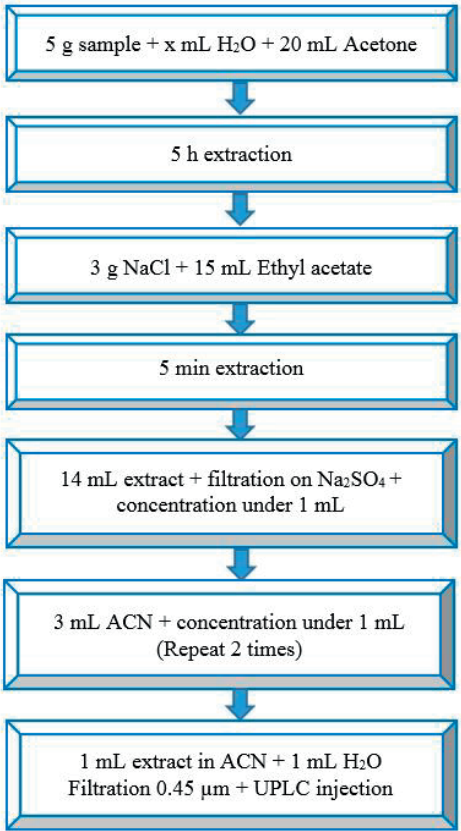 5 g sample + x mL H₂O + 20 mL Acetone
5 h extraction
3 g NaCl + 15 mL Ethyl acetate
5 min extraction
14 mL extract + filtration on Na₂SO₄ +
concentration under 1 mL
3 mL ACN + concentration under 1 mL
(Repeat 2 times)
1 mL extract in ACN + 1 mL H₂O
Filtration 0.45 µm + UPLC injection